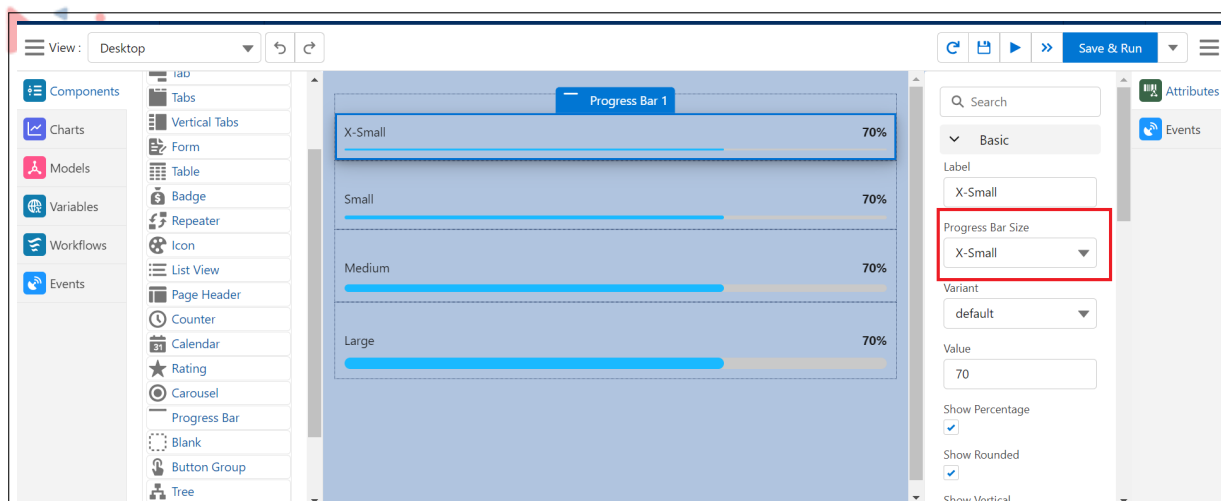 View :
Desktop
Save & Run
Components
Charts
Models
Variables
Workflows
Events
Tab
Tabs
Vertical Tabs
Form
Table
Badge
Repeater
Icon
List View
Page Header
Counter
31
Calendar
Rating
Carousel
Progress Bar
Blank
Button Group
Tree
Progress Bar 1
X-Small 70%
Small 70%
Medium 70%
Large 70%
Search
Basic
Label
X-Small
Progress Bar Size
X-Small
Variant
default
Value
70
Show Percentage
Show Rounded
Show Vertical
Attributes
Events